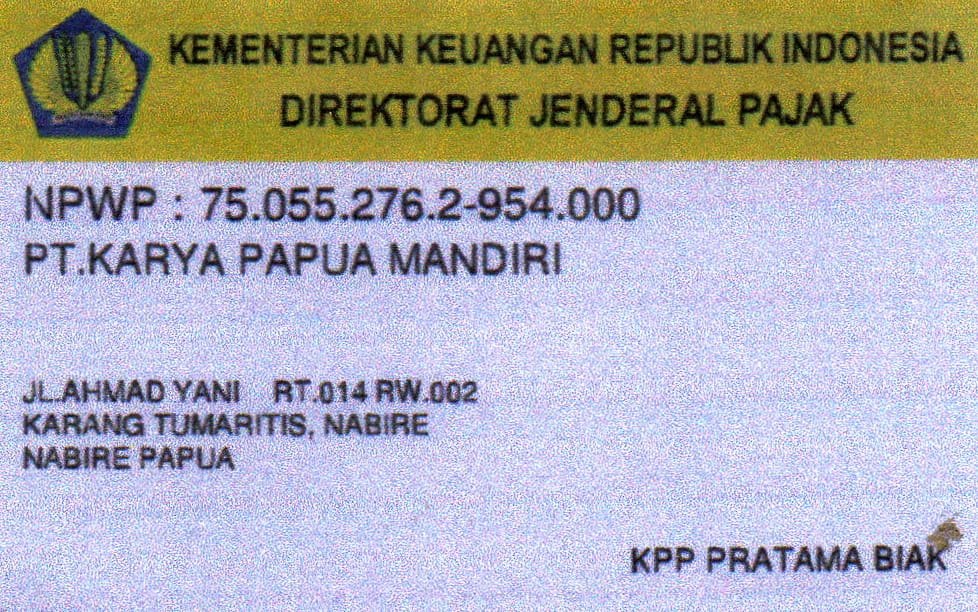 KEMENTERIAN KEUANGAN REPUBLIK INDONESIA
DIREKTORAT JENDERAL PAJAK
NPWP : 75.055.276.2-954.000
PT.KARYA PAPUA MANDIRI
JL.AHMAD YANI RT.014 RW.002
KARANG TUMARITIS, NABIRE
NABIRE PAPUA
KPP PRATAMA BIAK